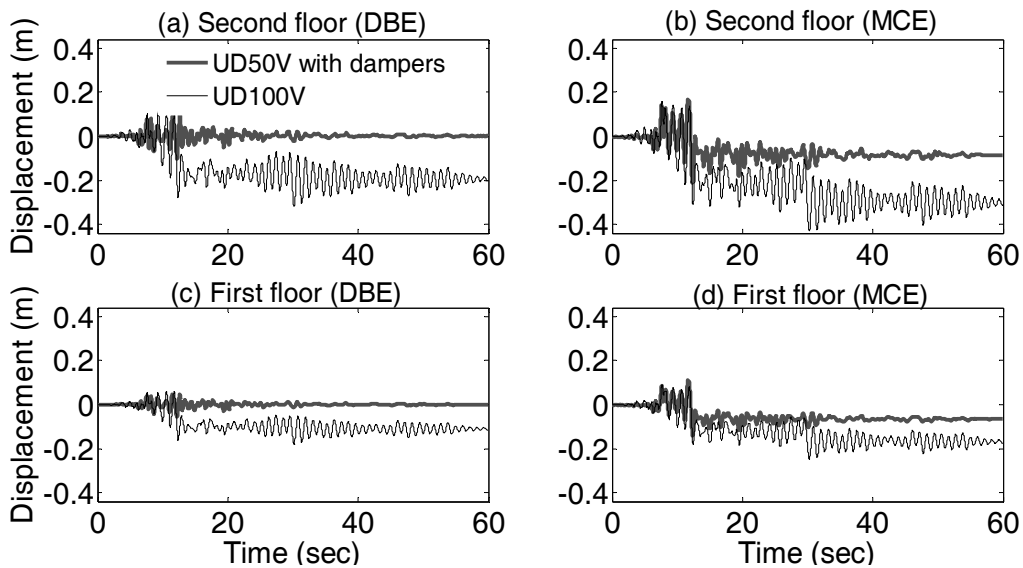 (a) Second floor (DBE)
0.4
0.2
0
-0.2
-0.4
Displacement (m)
UD50V with dampers
UD100V
0 20 40 60
(b) Second floor (MCE)
0.4
0.2
0
-0.2
-0.4
0 20 40 60
(c) First floor (DBE)
0.4
0.2
0
-0.2
-0.4
Displacement (m)
0 20 40 60
Time (sec)
(d) First floor (MCE)
0.4
0.2
0
-0.2
-0.4
0 20 40 60
Time (sec)